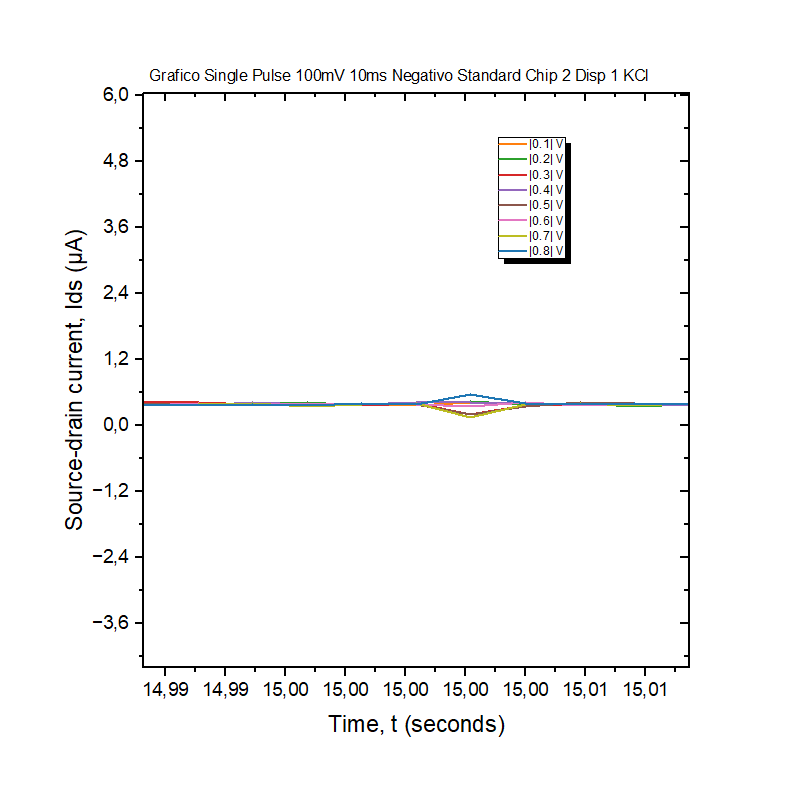 Grafico Single Pulse 100mV 10ms Negativo Standard Chip 2 Disp 1 KCl
6,0
4,8
3,6
2,4
1,2
0,0
−1,2
−2,4
−3,6
Source-drain current, Ids (µA)
|0.1| V
|0.2| V
|0.3| V
|0.4| V
|0.5| V
|0.6| V
|0.7| V
|0.8| V
14,99 14,99 15,00 15,00 15,00 15,00 15,00 15,01 15,01
Time, t (seconds)